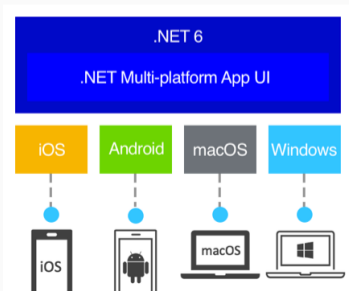 .NET 6
.NET Multi-platform App UI
iOS
Android
macOS
Windows
iOS
macOS